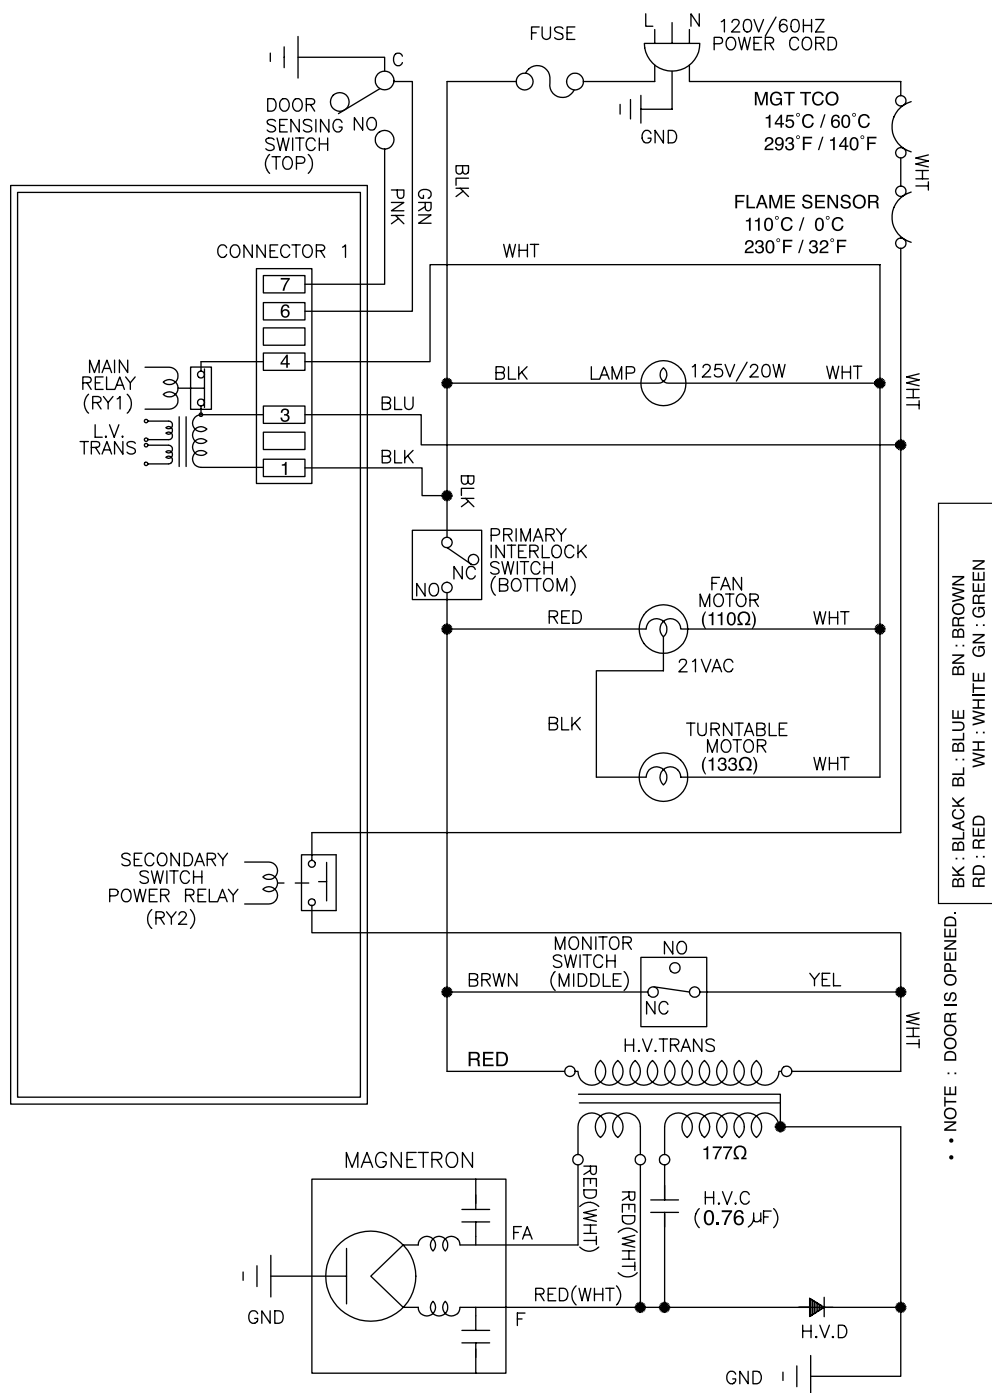 FUSE
L
N
120V/60HZ
POWER CORD
GND
MGT TCO
145°C / 60°C
293°F / 140°F
WHT
FLAME SENSOR
110°C / 0°C
230°F / 32°F
C
DOOR
SENSING
SWITCH
(TOP)
NO
PNK
GRN
BLK
CONNECTOR 1
7
6
4
3
1
WHT
MAIN
RELAY
(RY1)
L.V.
TRANS
BLU
BLK
BLK
LAMP
125V/20W
WHT
WHT
BLK
PRIMARY
INTERLOCK
SWITCH
(BOTTOM)
NC
NO
RED
FAN
MOTOR
(110Ω)
WHT
21VAC
BLK
TURNTABLE
MOTOR
(133Ω)
WHT
SECONDARY
SWITCH
POWER RELAY
(RY2)
MONITOR
SWITCH
(MIDDLE)
NO
NC
BRWN
YEL
WHT
RED
H.V.TRANS
177Ω
RED(WHT)
RED(WHT)
H.V.C
(0.76 µF)
MAGNETRON
FA
F
RED(WHT)
GND
H.V.D
GND
BK : BLACK BL : BLUE BN : BROWN
RD : RED WH : WHITE GN : GREEN
• • NOTE : DOOR IS OPENED.